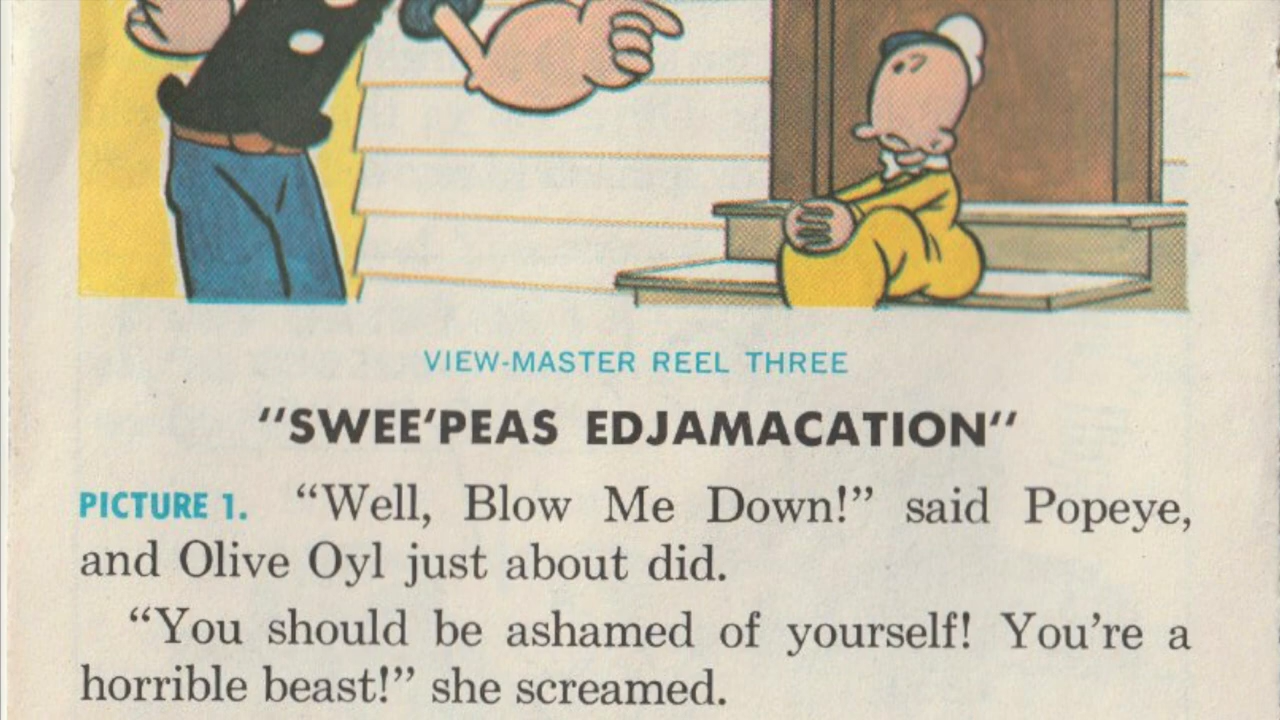 VIEW-MASTER REEL THREE
"SWEE'PEAS EDJAMACATION"
PICTURE 1. “Well, Blow Me Down!” said Popeye,
and Olive Oyl just about did.
“You should be ashamed of yourself! You're a
horrible beast!” she screamed.